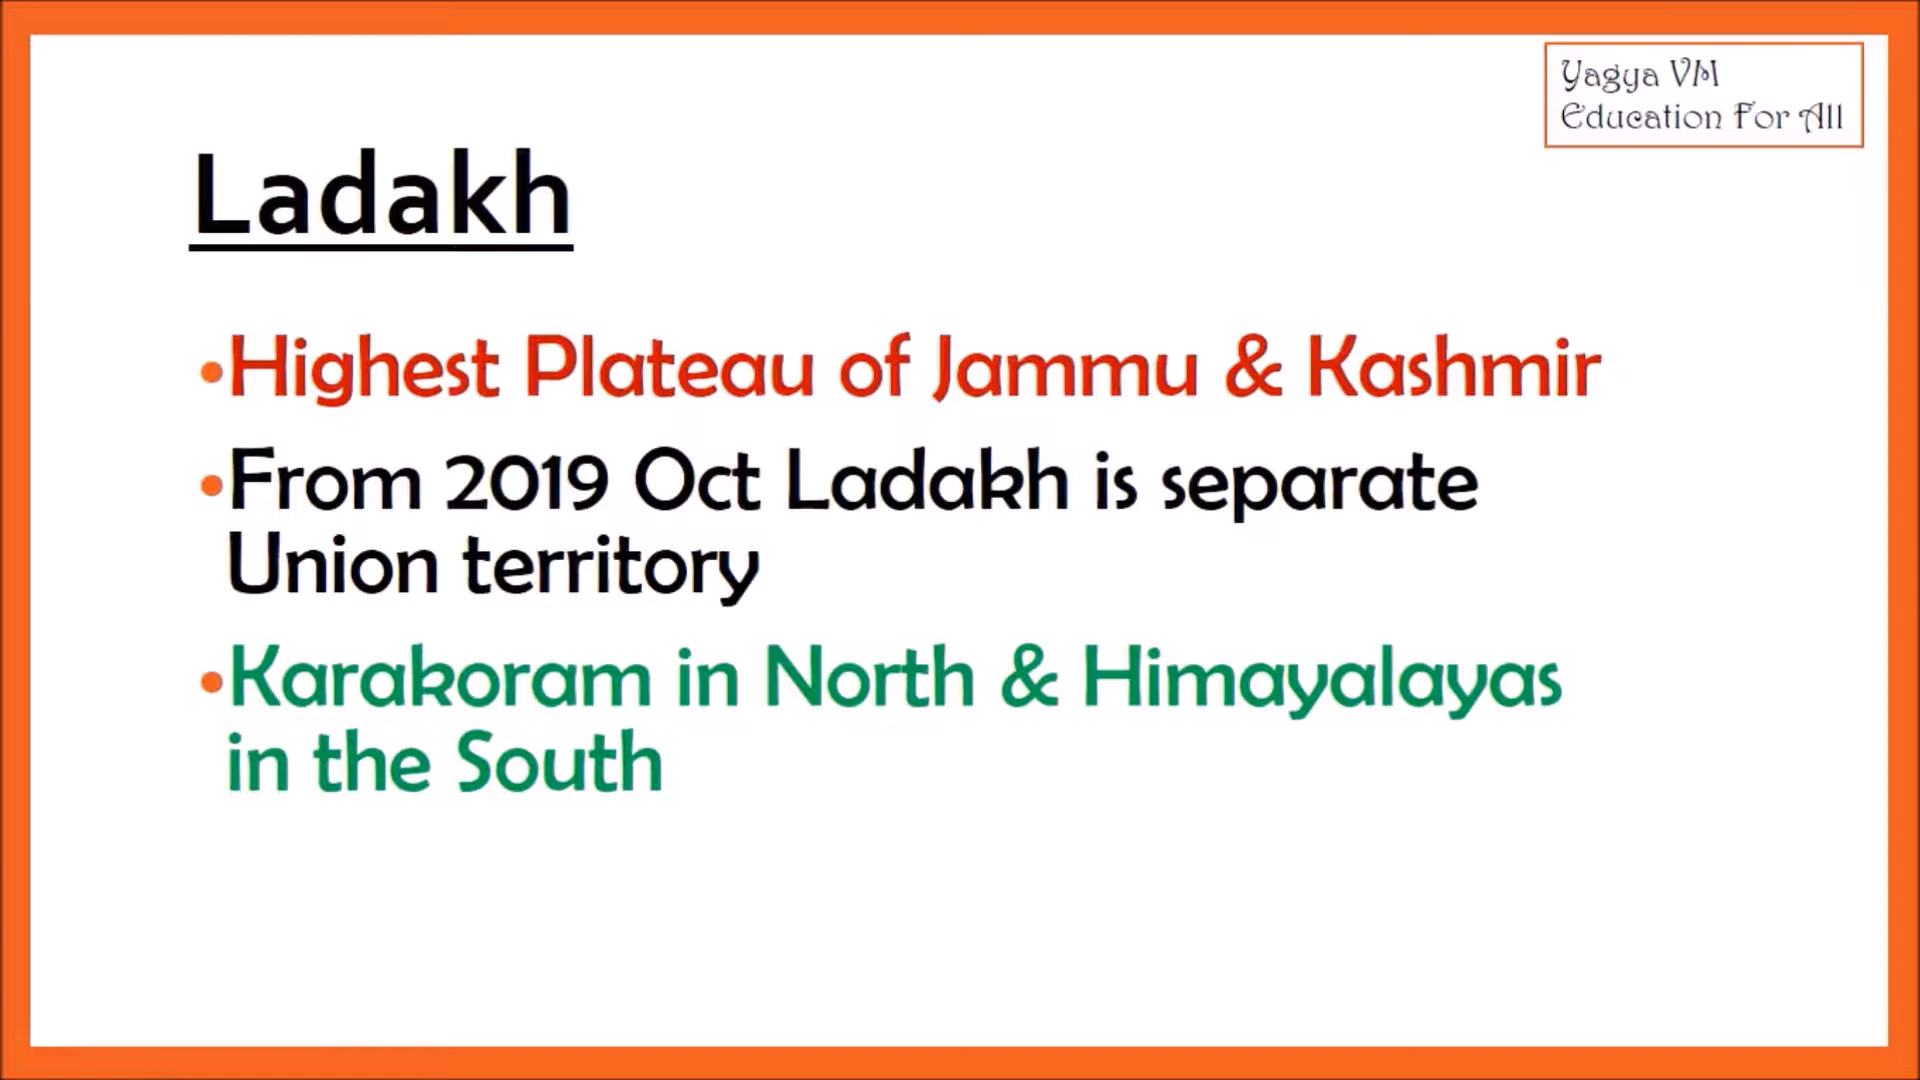 Yagya VM
Education For All
Ladakh
•Highest Plateau of Jammu & Kashmir
•From 2019 Oct Ladakh is separate
Union territory
•Karakoram in North & Himayalayas
in the South